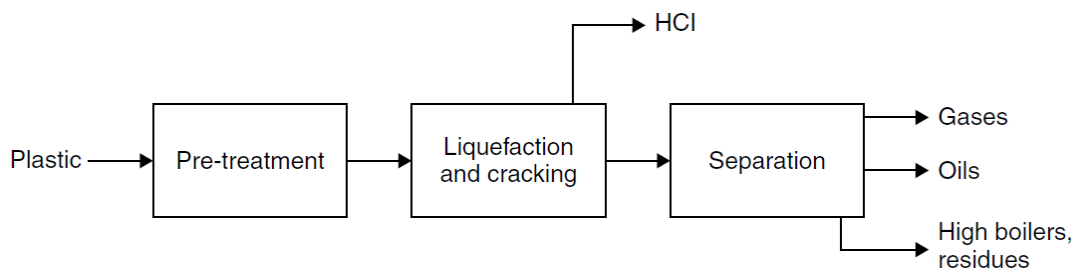 HCl
Plastic
Pre-treatment
Liquefaction
and cracking
Separation
Gases
Oils
High boilers,
residues